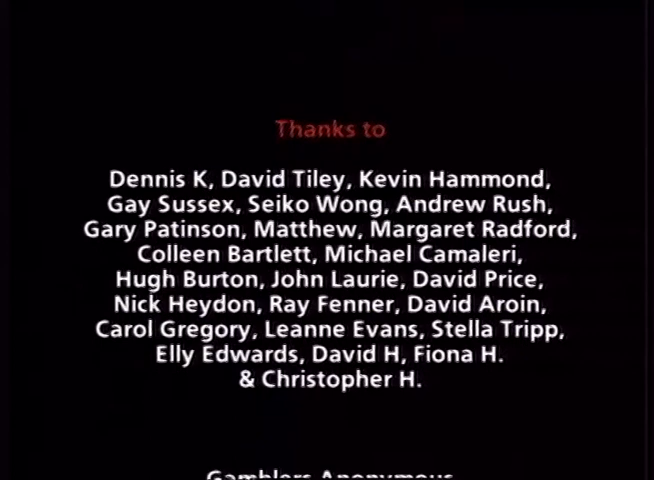 Thanks to
Dennis K, David Tiley, Kevin Hammond,
Gay Sussex, Seiko Wong, Andrew Rush,
Gary Patinson, Matthew, Margaret Radford,
Colleen Bartlett, Michael Camaleri,
Hugh Burton, John Laurie, David Price,
Nick Heydon, Ray Fenner, David Aroin,
Carol Gregory, Leanne Evans, Stella Tripp,
Elly Edwards, David H, Fiona H.
& Christopher H.
Gamblers Anonymous